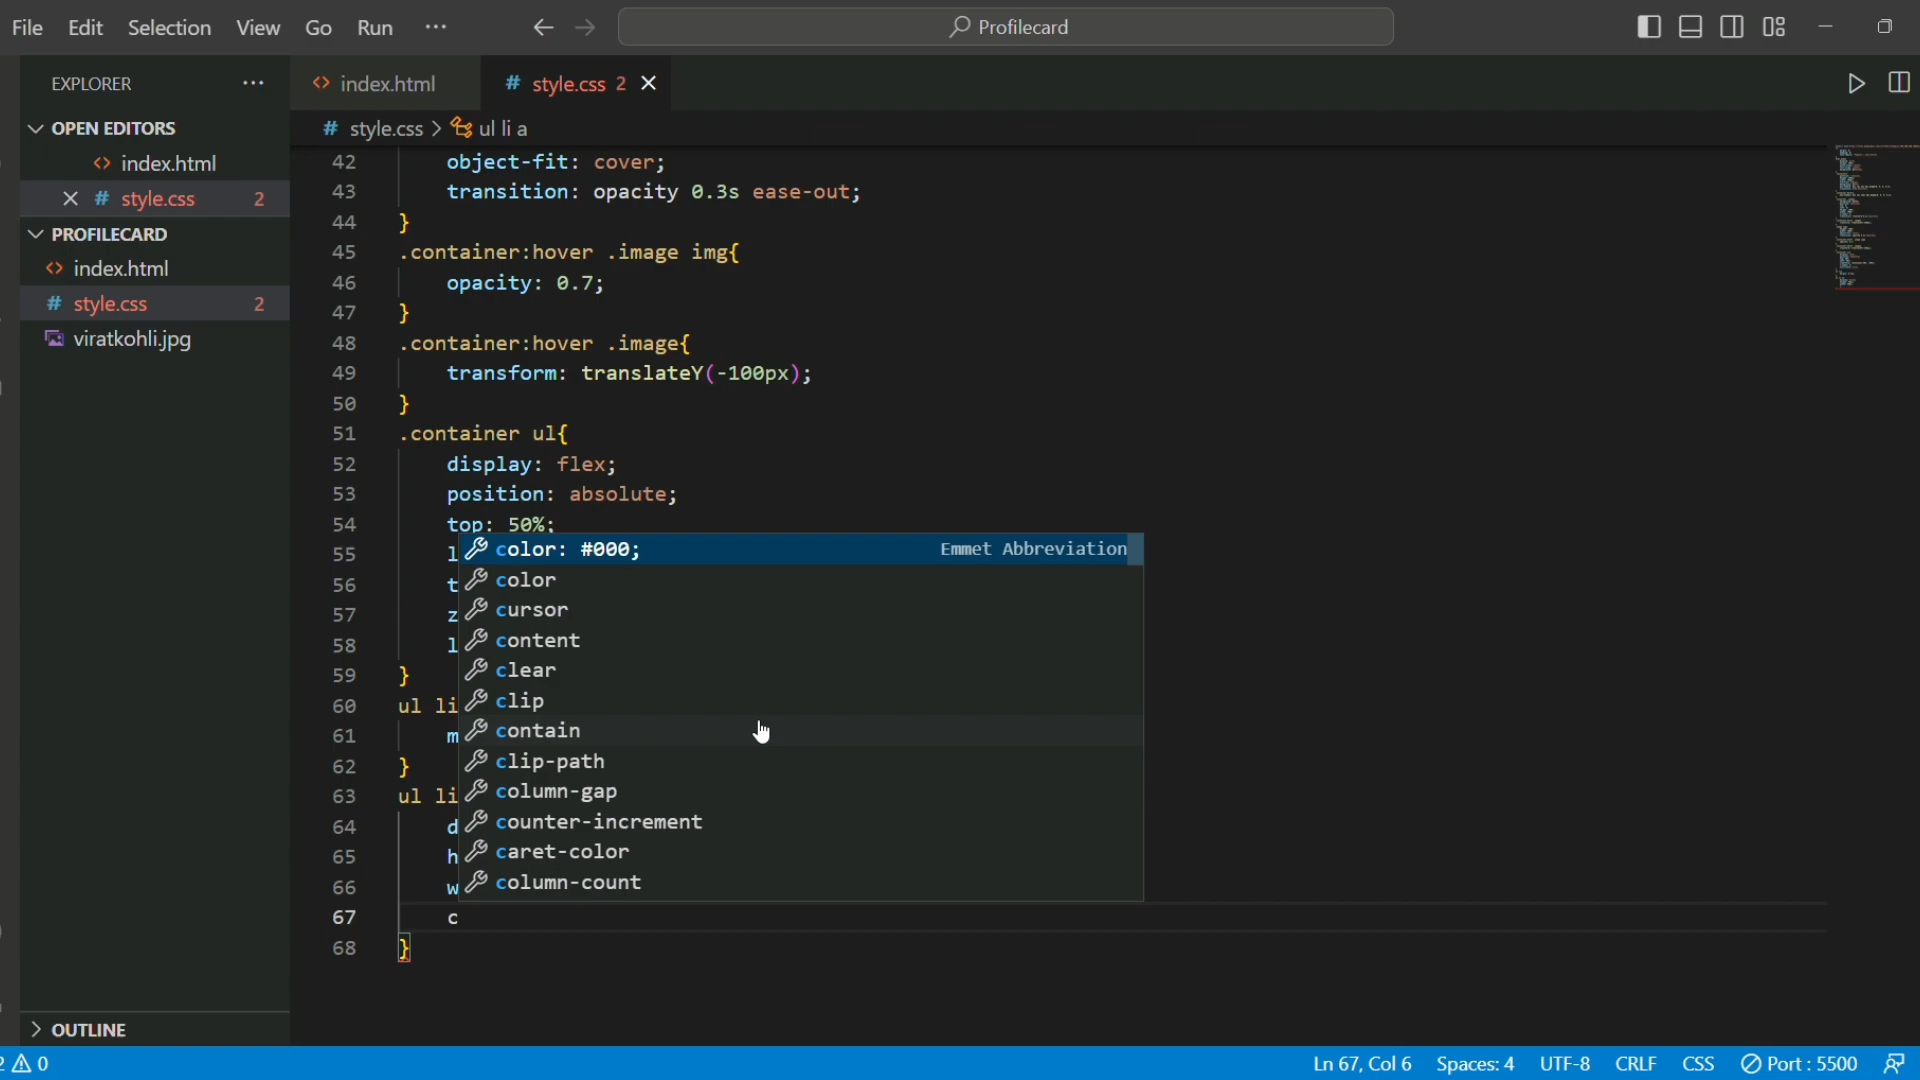 File Edit Selection View Go Run ··· Profilecard
EXPLORER ···
OPEN EDITORS
index.html
style.css 2
PROFILECARD
index.html
# style.css 2
viratkohli.jpg
OUTLINE
<> index.html # style.css 2
# style.css > ul li a
42 object-fit: cover;
43 transition: opacity 0.3s ease-out;
44 }
45 .container:hover .image img{
46 opacity: 0.7;
47 }
48 .container:hover .image{
49 transform: translateY(-100px);
50 }
51 .container ul{
52 display: flex;
53 position: absolute;
54 top: 50%;
55 l
56 t
57 z
58 l
59 }
60 ul li
61 m
62 }
63 ul li
64 d
65 h
66 w
67 c
68 }
color: #000; Emmet Abbreviation
color
cursor
content
clear
clip
contain
clip-path
column-gap
counter-increment
caret-color
column-count
2 0 Ln 67, Col 6 Spaces: 4 UTF-8 CRLF CSS Port : 5500